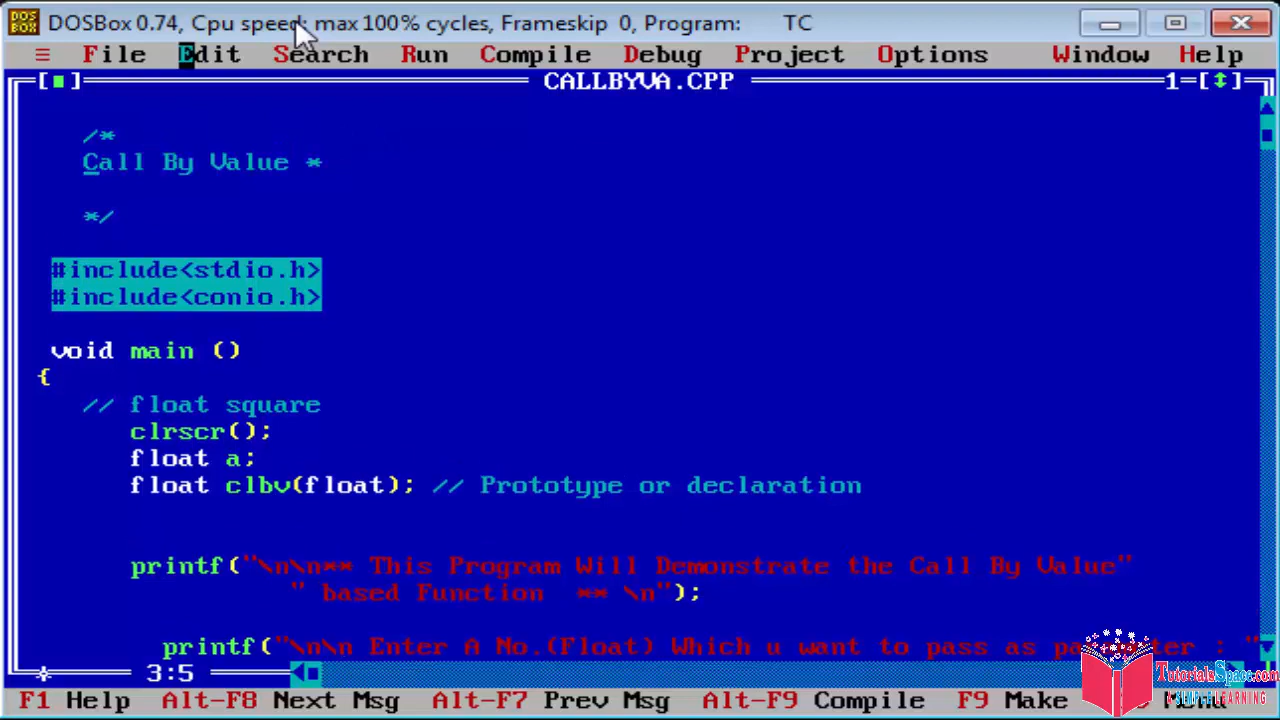 DOSBox 0.74, Cpu speed: max 100% cycles, Frameskip 0, Program: TC
≡ File Edit Search Run Compile Debug Project Options Window Help
[■] CALLBYVA.CPP 1=[↕]
/*
Call By Value *
*/
#include<stdio.h>
#include<conio.h>
void main ()
{
// float square
clrscr();
float a;
float clbv(float); // Prototype or declaration
printf("\n\n** This Program Will Demonstrate the Call By Value"
" based Function ** \n");
printf("\n\n Enter A No.(Float) Which u want to pass as : "
3:5
F1 Help Alt-F8 Next Msg Alt-F7 Prev Msg Alt-F9 Compile F9 Make
TutorialsSpace.com